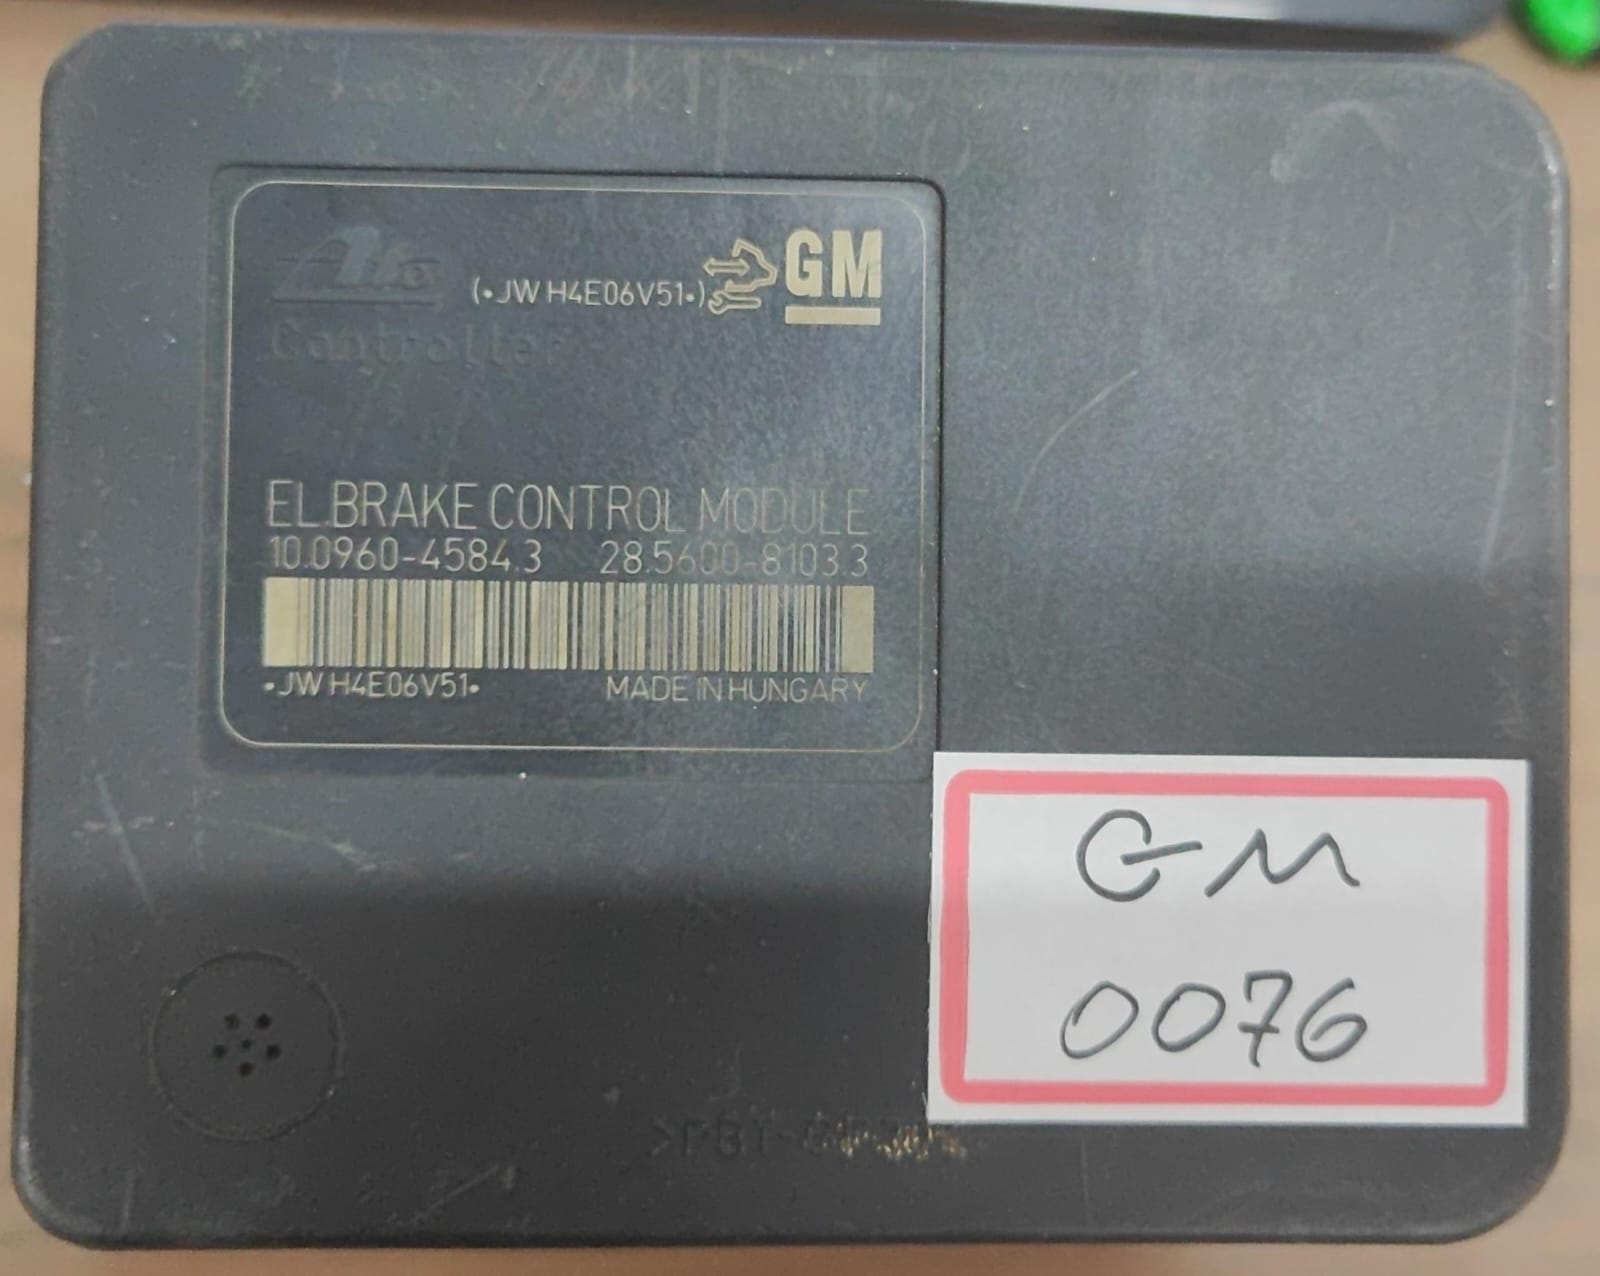 Ate
(•JW H4E06V51•)
GM
Controller
EL.BRAKE CONTROL MODULE
10.0960-4584.3 28.5600-8103.3
•JW H4E06V51•
MADE IN HUNGARY
GM
0076